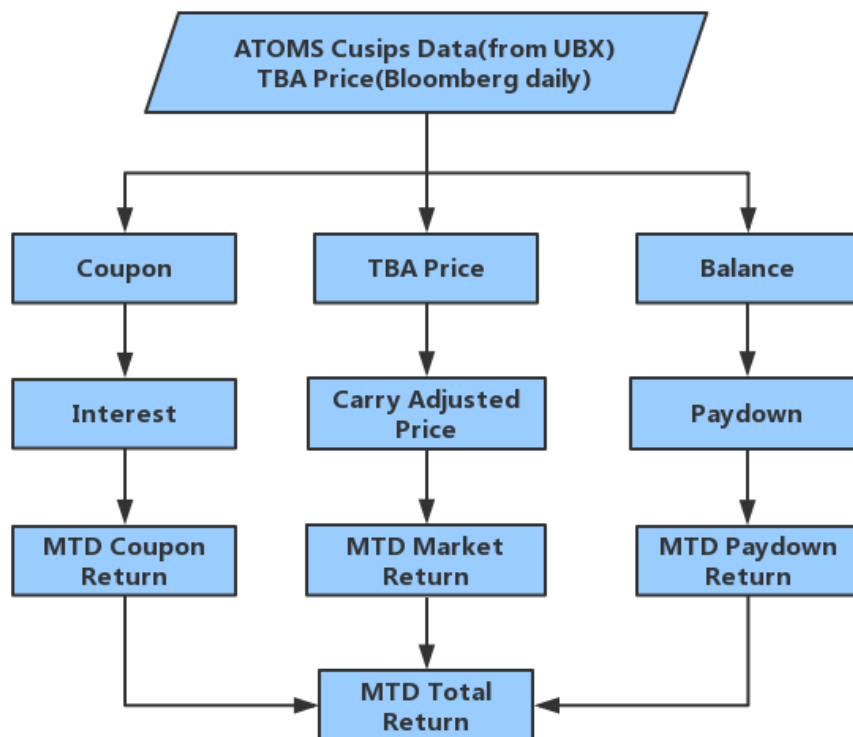 ATOMS Cusips Data(from UBX)
TBA Price(Bloomberg daily)
Coupon
TBA Price
Balance
Interest
Carry Adjusted
Price
Paydown
MTD Coupon
Return
MTD Market
Return
MTD Paydown
Return
MTD Total
Return